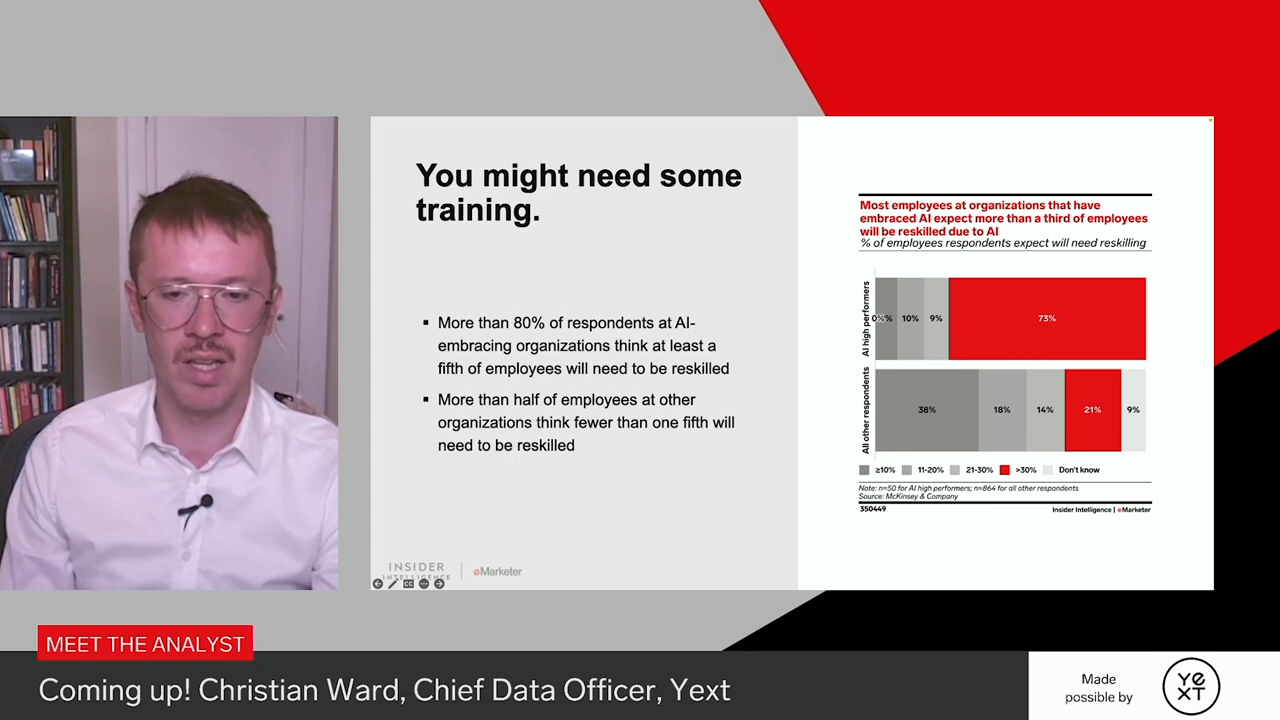 You might need some
training.
▪ More than 80% of respondents at AI-
embracing organizations think at least a
fifth of employees will need to be reskilled
▪ More than half of employees at other
organizations think fewer than one fifth will
need to be reskilled
INSIDER
INTELLIGENCE
eMarketer
Most employees at organizations that have
embraced AI expect more than a third of employees
will be reskilled due to AI
% of employees respondents expect will need reskilling
AI high performers
10%
9%
73%
All other respondents
38%
18%
14%
21%
9%
≥10% 11-20% 21-30% >30% Don't know
Note: n=50 for AI high performers; n=864 for all other respondents
Source: McKinsey & Company
350449
Insider Intelligence | eMarketer
MEET THE ANALYST
Coming up! Christian Ward, Chief Data Officer, Yext
Made
possible by
YEXT